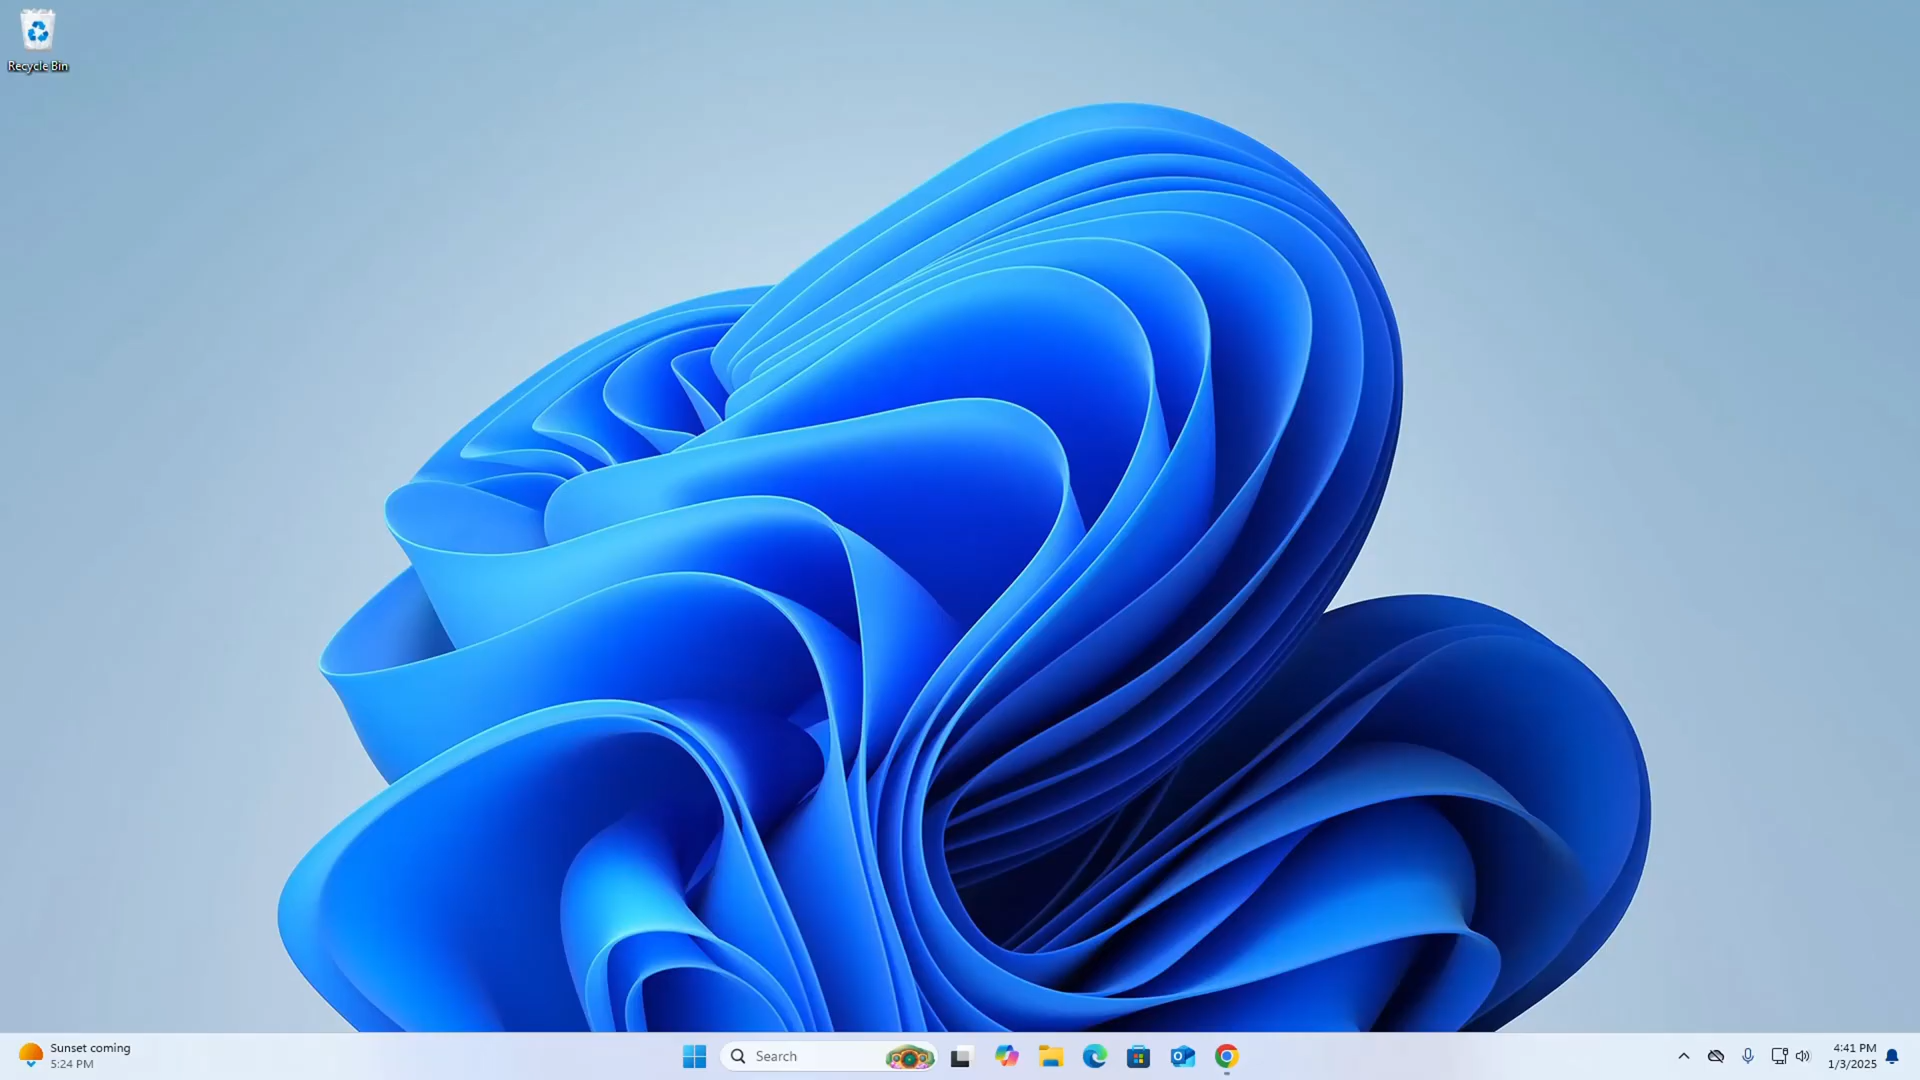 Recycle Bin
Sunset coming
5:24 PM
Search
4:41 PM
1/3/2025